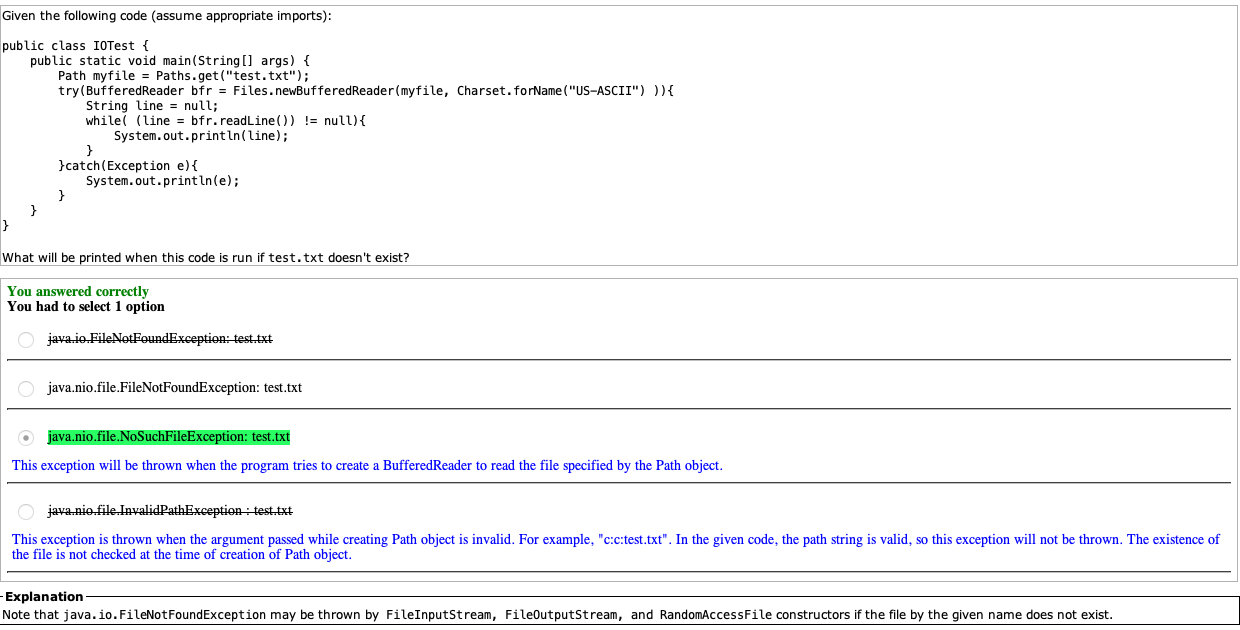 Given the following code (assume appropriate imports):
public class IOTest {
    public static void main(String[] args) {
        Path myfile = Paths.get("test.txt");
        try(BufferedReader bfr = Files.newBufferedReader(myfile, Charset.forName("US-ASCII") )){
            String line = null;
            while( (line = bfr.readLine()) != null){
                System.out.println(line);
            }
        }catch(Exception e){
            System.out.println(e);
        }
    }
}
What will be printed when this code is run if test.txt doesn't exist?
You answered correctly
You had to select 1 option
java.io.FileNotFoundException: test.txt
java.nio.file.FileNotFoundException: test.txt
java.nio.file.NoSuchFileException: test.txt
This exception will be thrown when the program tries to create a BufferedReader to read the file specified by the Path object.
java.nio.file.InvalidPathException : test.txt
This exception is thrown when the argument passed while creating Path object is invalid. For example, "c:c:test.txt". In the given code, the path string is valid, so this exception will not be thrown. The existence of
the file is not checked at the time of creation of Path object.
Explanation
Note that java.io.FileNotFoundException may be thrown by FileInputStream, FileOutputStream, and RandomAccessFile constructors if the file by the given name does not exist.